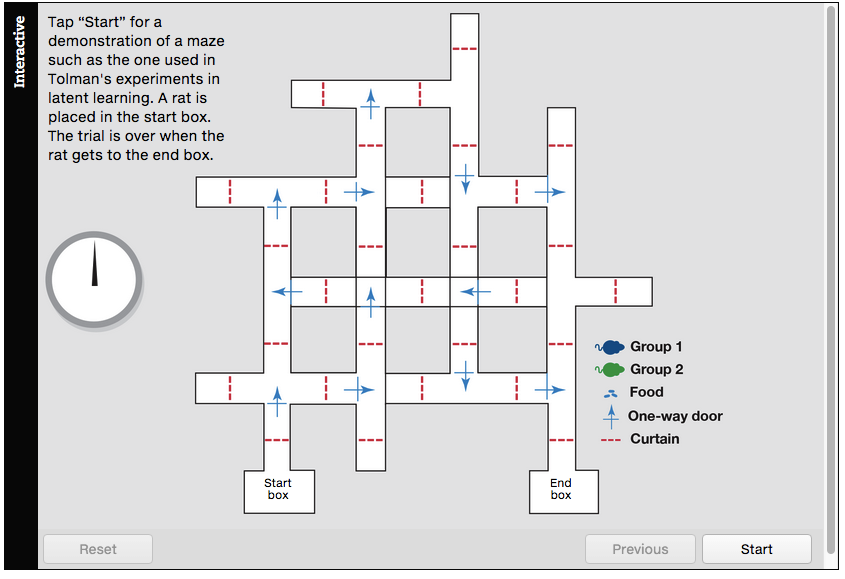 Interactive
Tap “Start” for a
demonstration of a maze
such as the one used in
Tolman's experiments in
latent learning. A rat is
placed in the start box.
The trial is over when the
rat gets to the end box.
Group 1
Group 2
Food
One-way door
Curtain
Start
box
End
box
Reset
Previous
Start